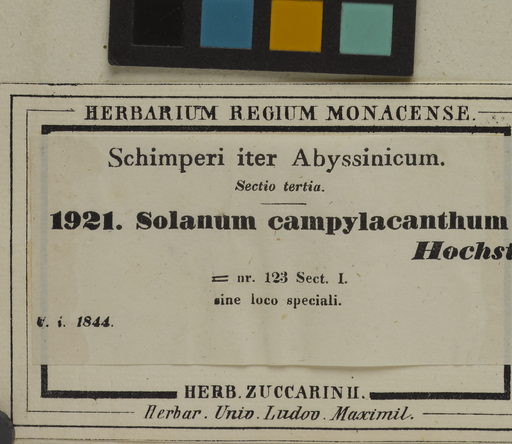 HERBARIUM REGIUM MONACENSE.
Schimperi iter Abyssinicum.
Sectio tertia.
1921. Solanum campylacanthum
Hochst
= nr. 123 Sect. I.
sine loco speciali.
U. i. 1844.
HERB. ZUCCARINII.
Herbar. Univ. Ludov. Maximil.